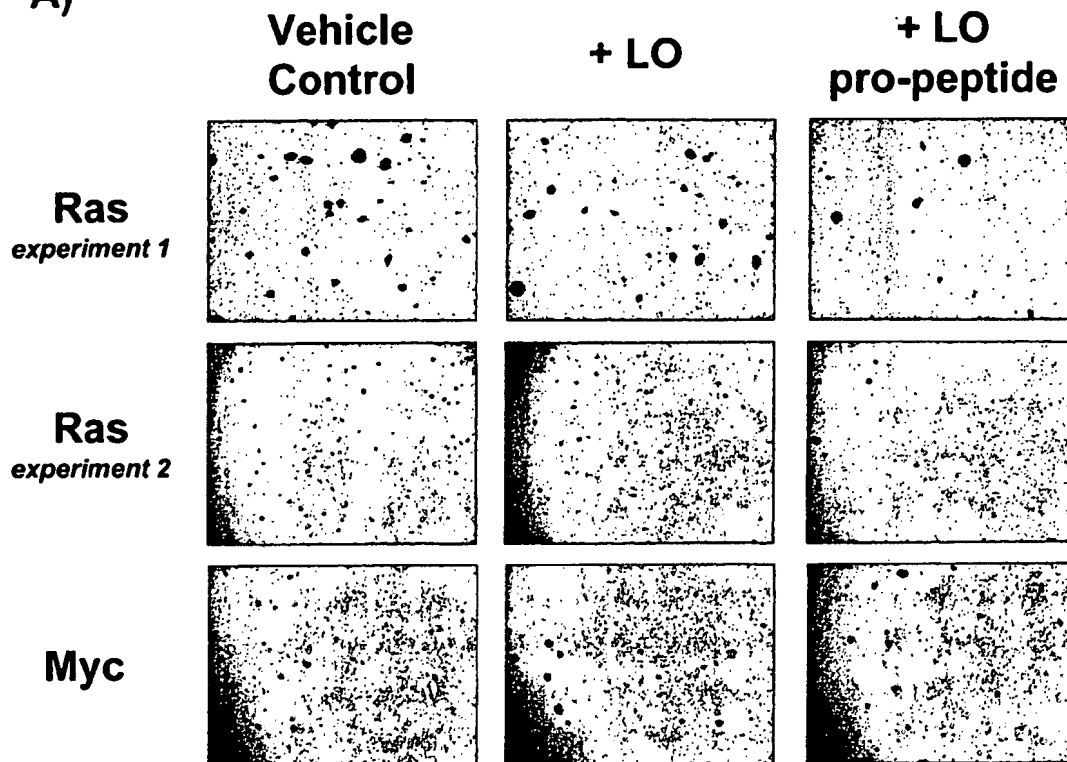 A)
Vehicle
Control
+ LO
+ LO
pro-peptide
Ras
experiment 1
Ras
experiment 2
Myc